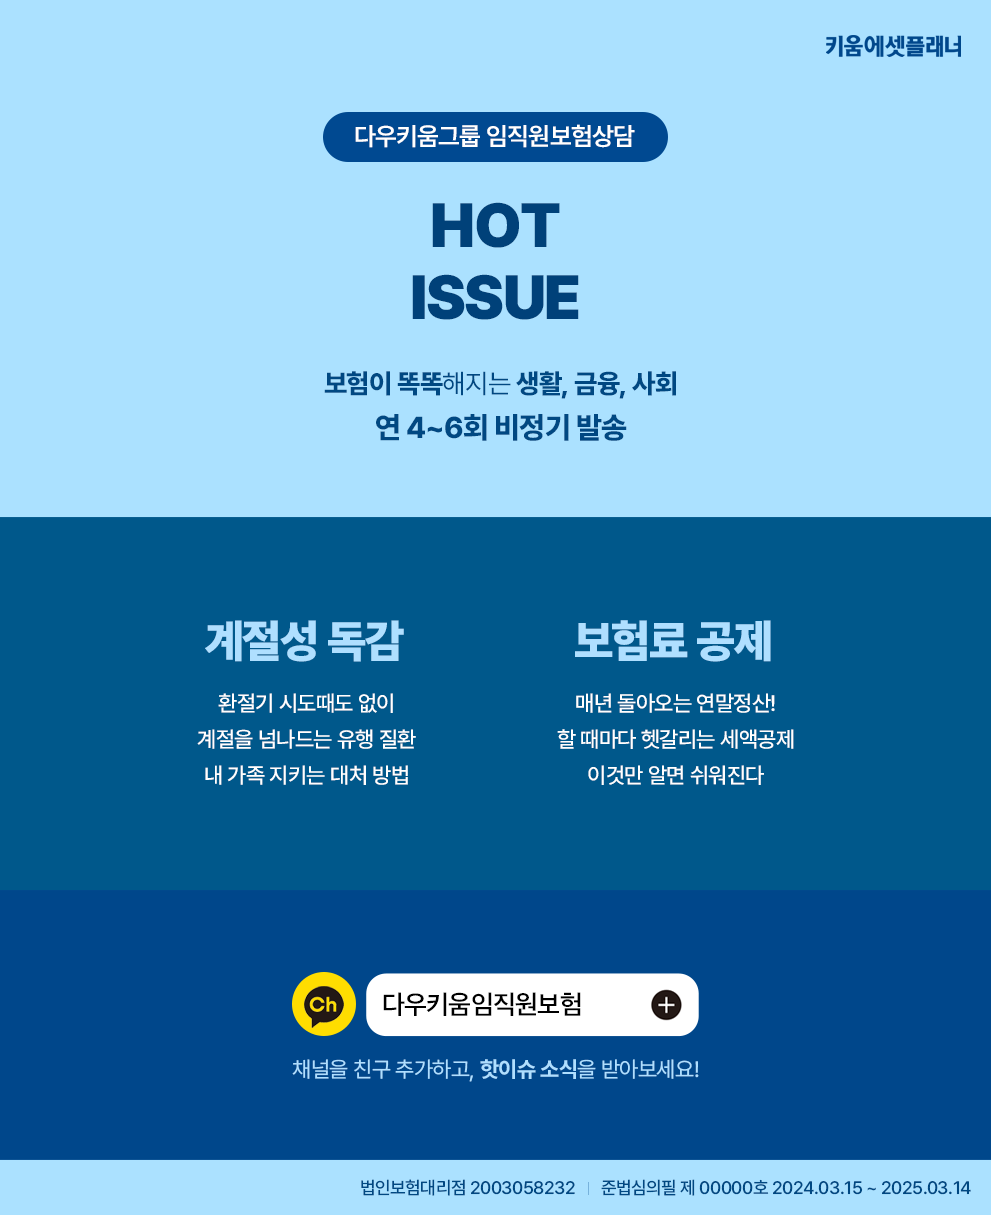 키움에셋플래너
다우키움그룹 임직원보험상담
HOT
ISSUE
보험이 똑똑해지는 생활, 금융, 사회
연 4~6회 비정기 발송
계절성 독감
환절기 시도때도 없이
계절을 넘나드는 유행 질환
내 가족 지키는 대처 방법
보험료 공제
매년 돌아오는 연말정산!
할 때마다 헷갈리는 세액공제
이것만 알면 쉬워진다
Ch
다우키움임직원보험
채널을 친구 추가하고, 핫이슈 소식을 받아보세요!
법인보험대리점 2003058232 | 준법심의필 제 00000호 2024.03.15 ~ 2025.03.14